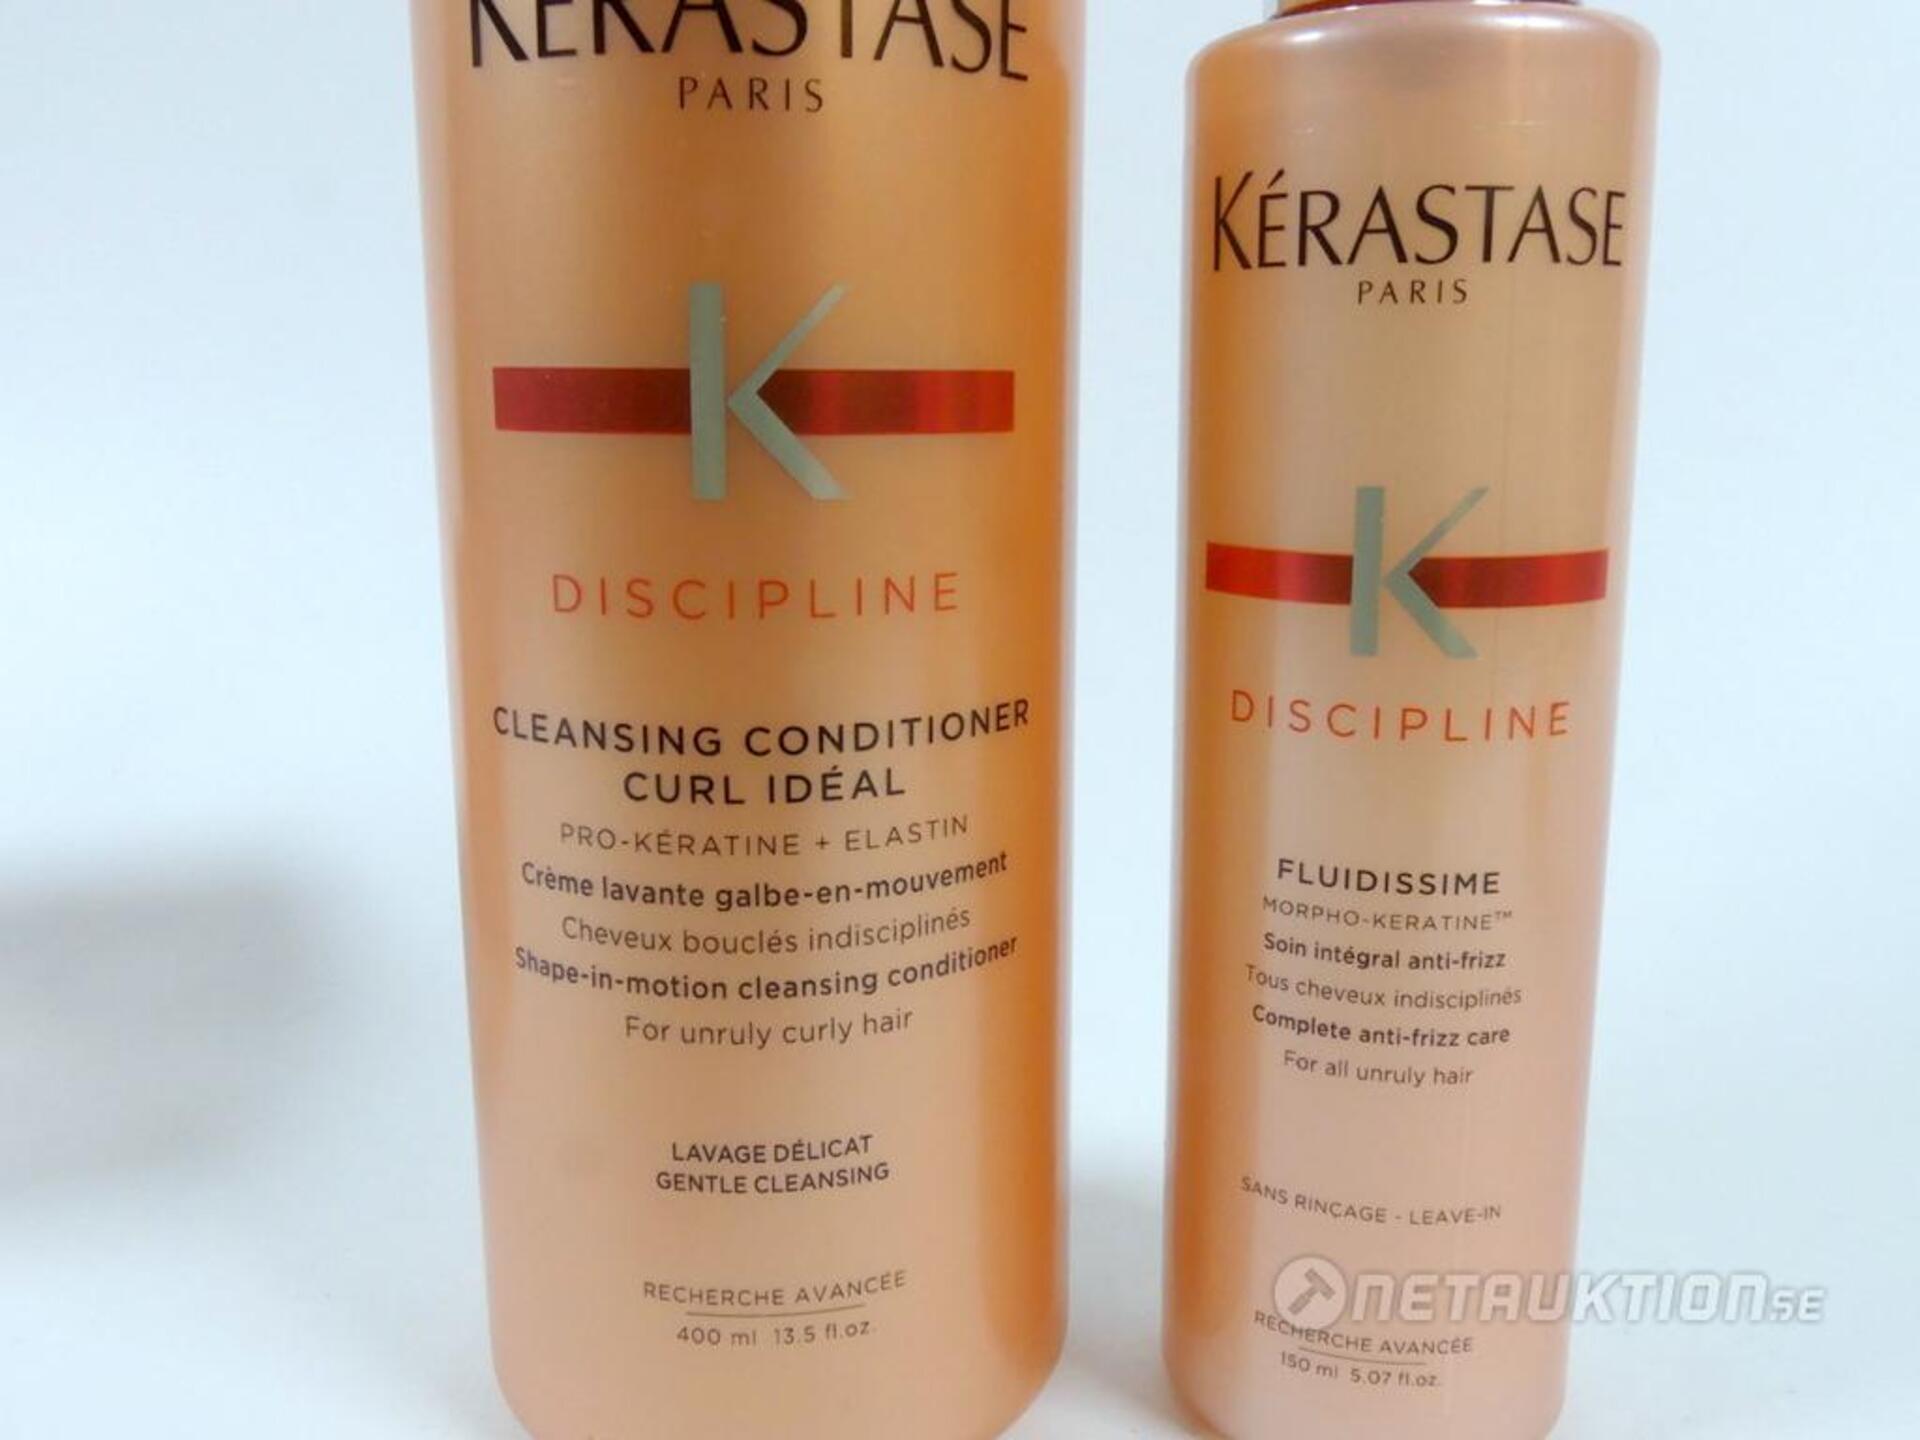 KÉRASTASE
PARIS
K
DISCIPLINE
CLEANSING CONDITIONER
CURL IDÉAL
PRO-KÉRATINE + ELASTIN
Crème lavante galbe-en-mouvement
Cheveux bouclés indisciplinés
Shape-in-motion cleansing conditioner
For unruly curly hair
LAVAGE DÉLICAT
GENTLE CLEANSING
RECHERCHE AVANCÉE
400 ml 13.5 fl.oz.
KÉRASTASE
PARIS
K
DISCIPLINE
FLUIDISSIME
MORPHO-KERATINE™
Soin intégral anti-frizz
Tous cheveux indisciplinés
Complete anti-frizz care
For all unruly hair
SANS RINÇAGE - LEAVE-IN
NETAUKTION.SE
RECHERCHE AVANCÉE
150 ml 5.07 fl.oz.